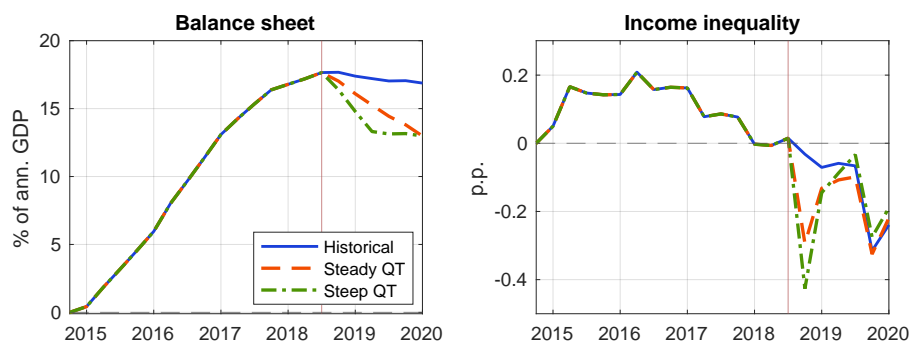 Balance sheet
% of ann. GDP
20
15
10
5
0
2015 2016 2017 2018 2019 2020
Historical
Steady QT
Steep QT
Income inequality
p.p.
0.2
0
-0.2
-0.4
2015 2016 2017 2018 2019 2020